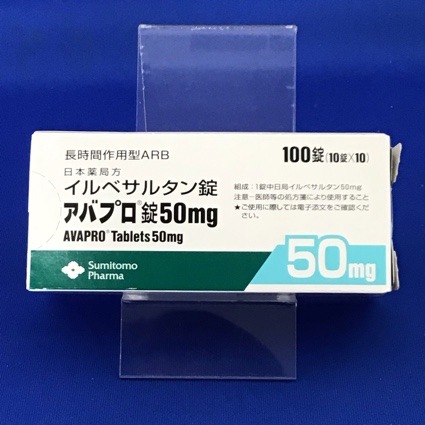 長時間作用型ARB
100錠(10錠×10)
日本薬局方
イルベサルタン錠
アバプロ®錠50mg
AVAPRO® Tablets 50mg
組成:1錠中日局イルベサルタン50mg
注意−医師等の処方箋により使用すること
★ご使用に際しては電子添文をご確認ください。
50mg
Sumitomo
Pharma